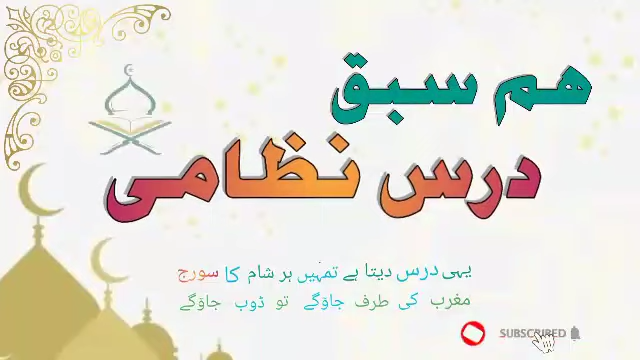 ھم سبق
درس نظامی
یہی درس دیتا ہے تمہیں ہر شام کا سورج
مغرب کی طرف جاؤگے تو ڈوب جاؤگے
SUBSCRIBED